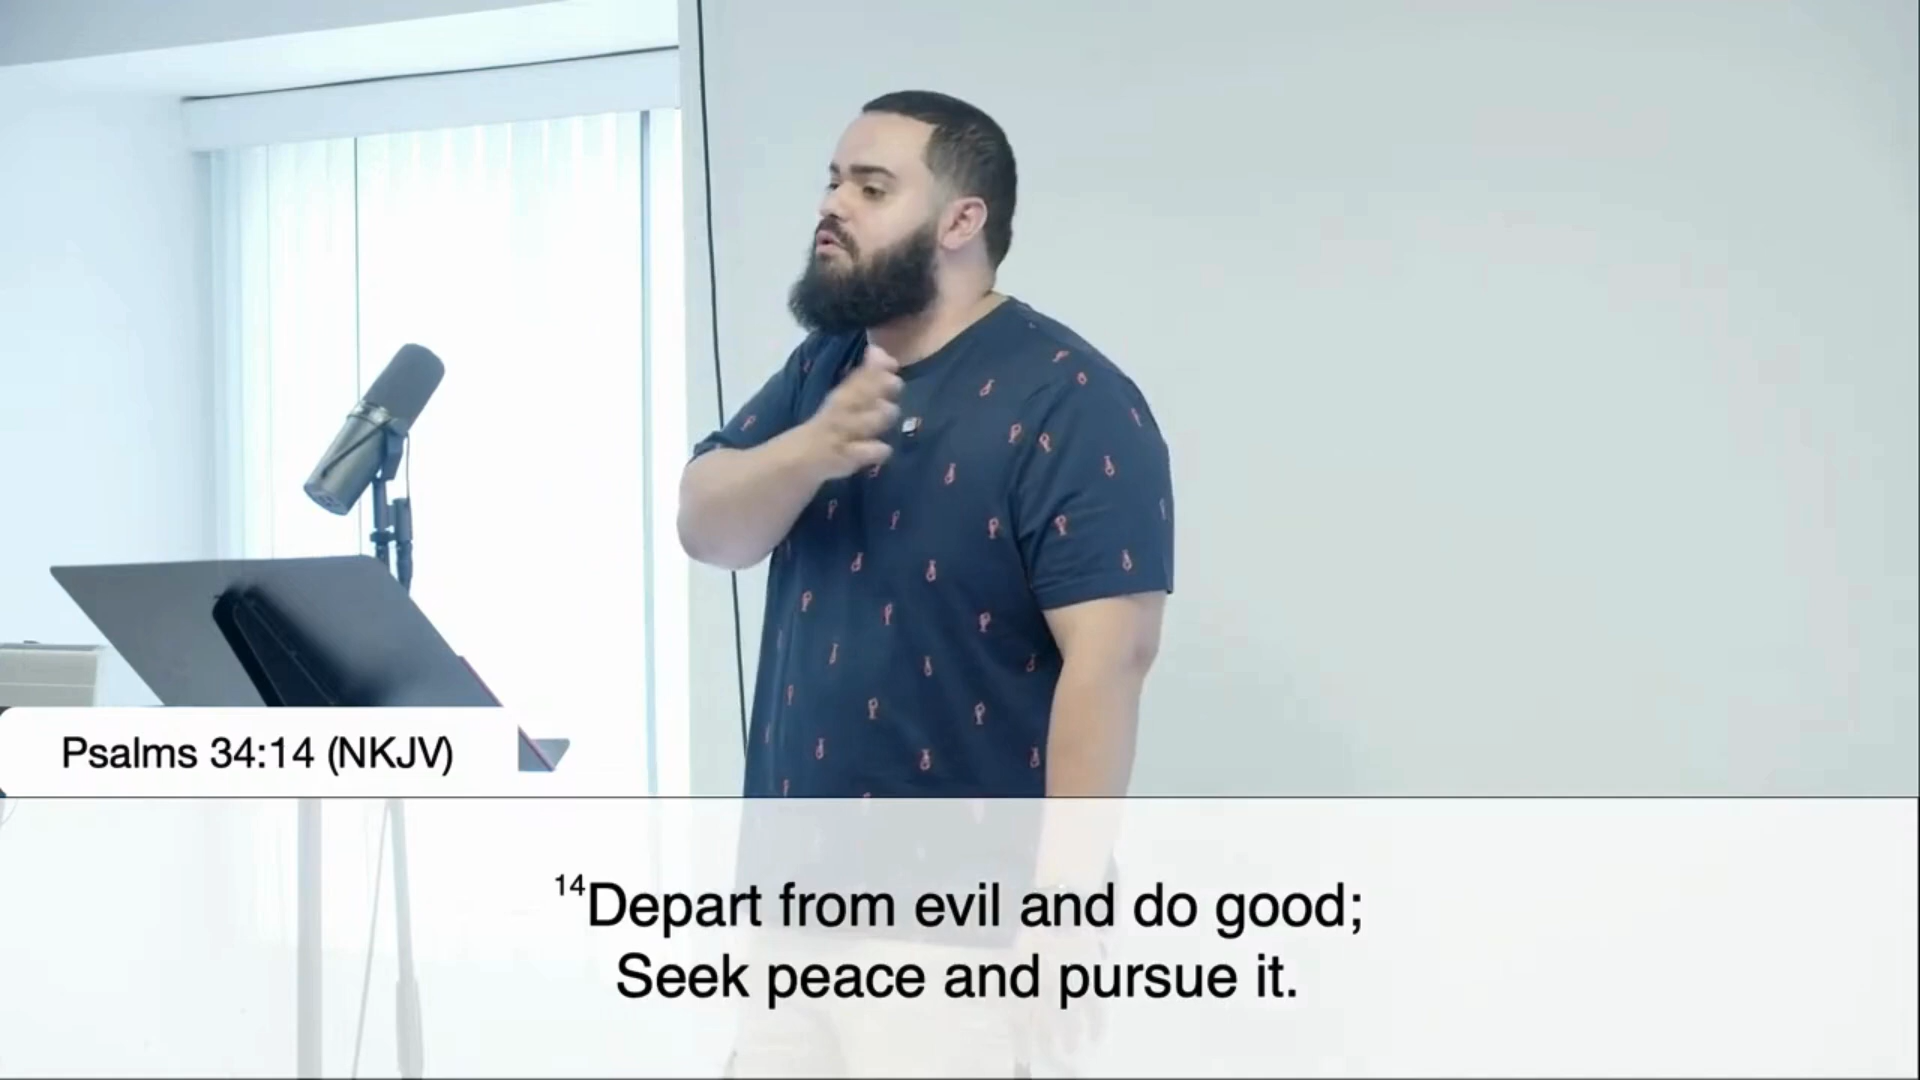 Psalms 34:14 (NKJV)
14Depart from evil and do good;
Seek peace and pursue it.